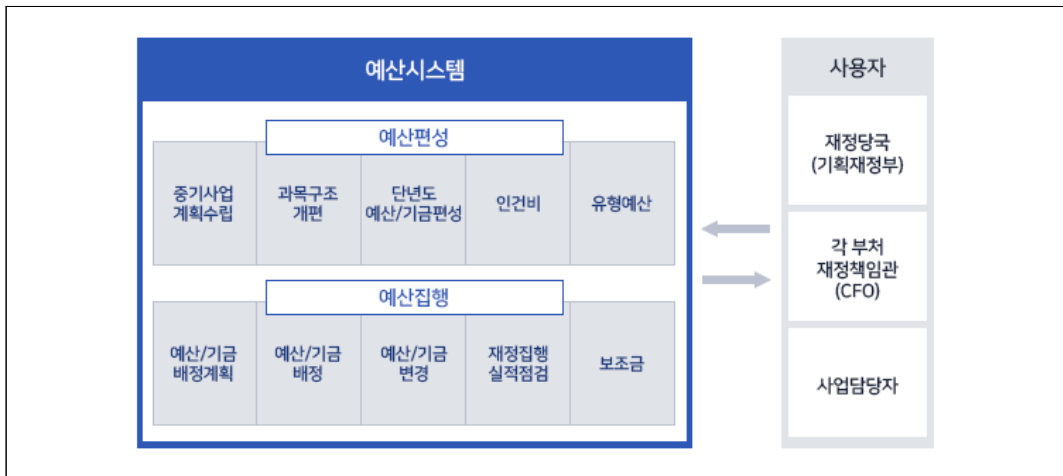 예산시스템
예산편성
중기사업
계획수립
과목구조
개편
단년도
예산/기금편성
인건비
유형예산
예산집행
예산/기금
배정계획
예산/기금
배정
예산/기금
변경
재정집행
실적점검
보조금
사용자
재정당국
(기획재정부)
각 부처
재정책임관
(CFO)
사업담당자